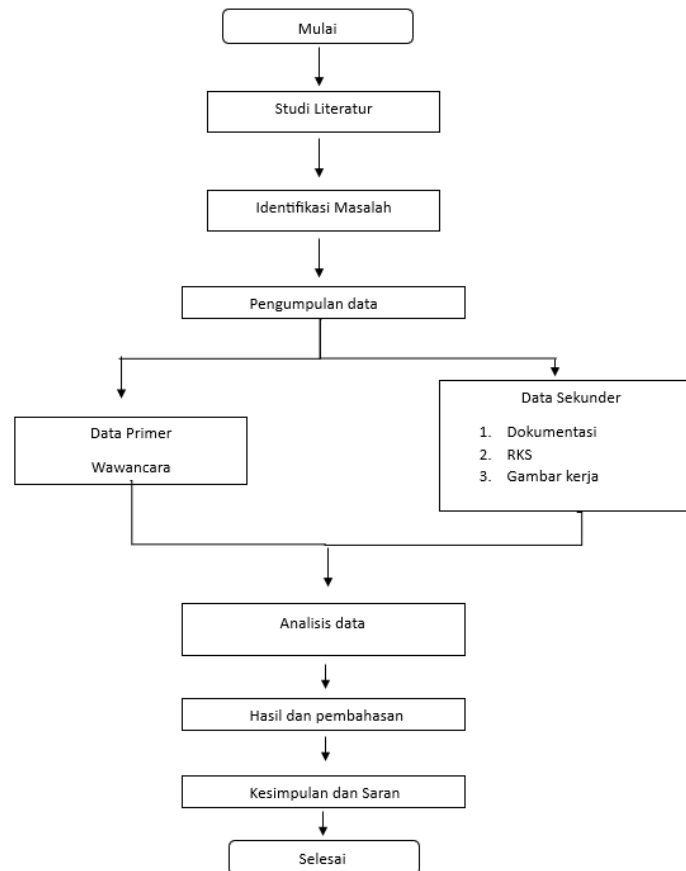 Mulai
Studi Literatur
Identifikasi Masalah
Pengumpulan data
Data Primer
Wawancara
Data Sekunder
1. Dokumentasi
2. RKS
3. Gambar kerja
Analisis data
Hasil dan pembahasan
Kesimpulan dan Saran
Selesai